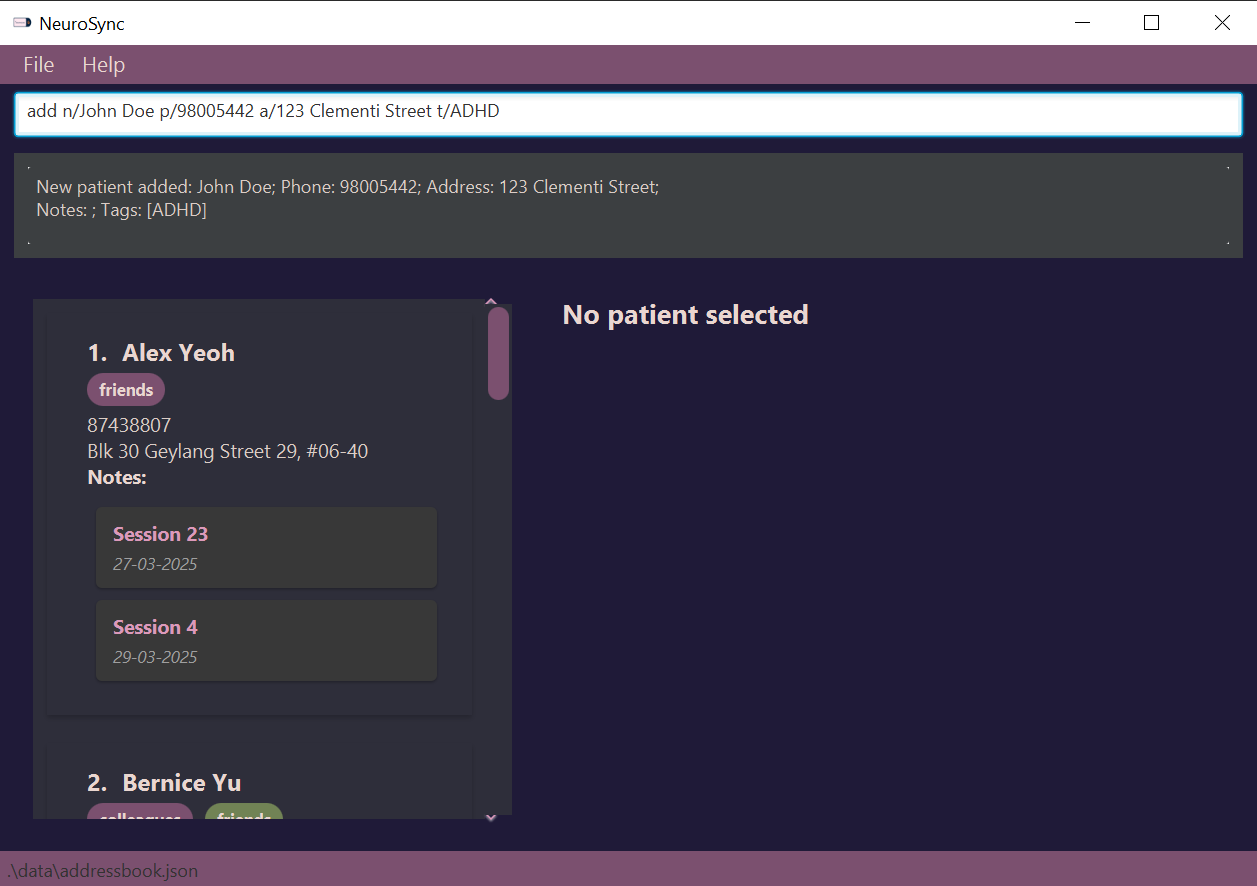 NeuroSync
File Help
add n/John Doe p/98005442 a/123 Clementi Street t/ADHD
New patient added: John Doe; Phone: 98005442; Address: 123 Clementi Street;
Notes: ; Tags: [ADHD]
1. Alex Yeoh
friends
87438807
Blk 30 Geylang Street 29, #06-40
Notes:
Session 23
27-03-2025
Session 4
29-03-2025
2. Bernice Yu
colleagues friends
No patient selected
.\data\addressbook.json